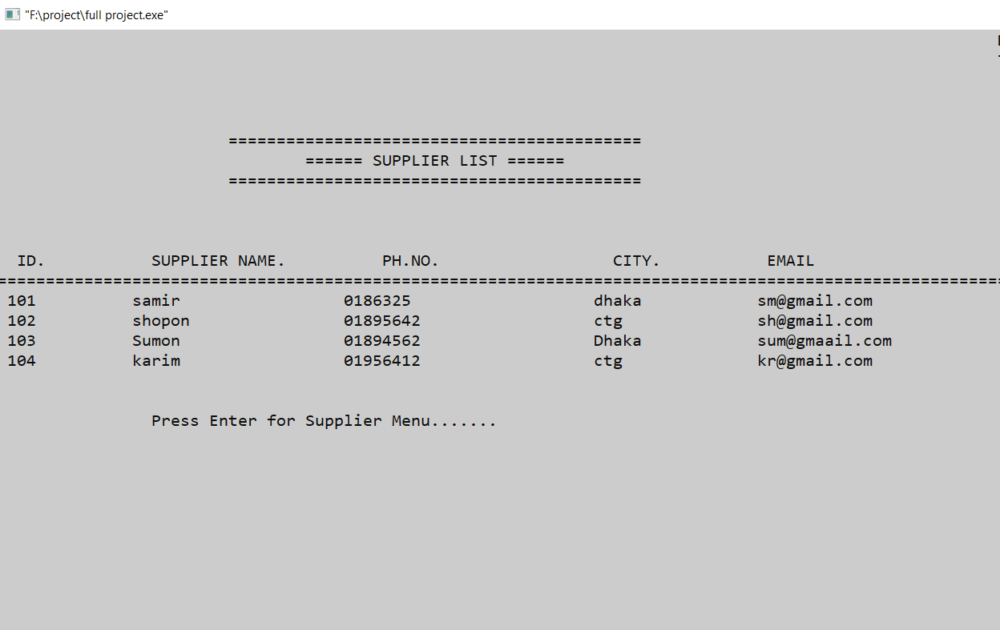 "F:\project\full project.exe"
==========================================​=
====== SUPPLIER LIST ======
===========================================
ID. SUPPLIER NAME. PH.NO. CITY. EMAIL
========================================================================================================
101 samir 0186325 dhaka sm@gmail.com
102 shopon 01895642 ctg sh@gmail.com
103 Sumon 01894562 Dhaka sum@gmaail.com
104 karim 01956412 ctg kr@gmail.com
Press Enter for Supplier Menu.......